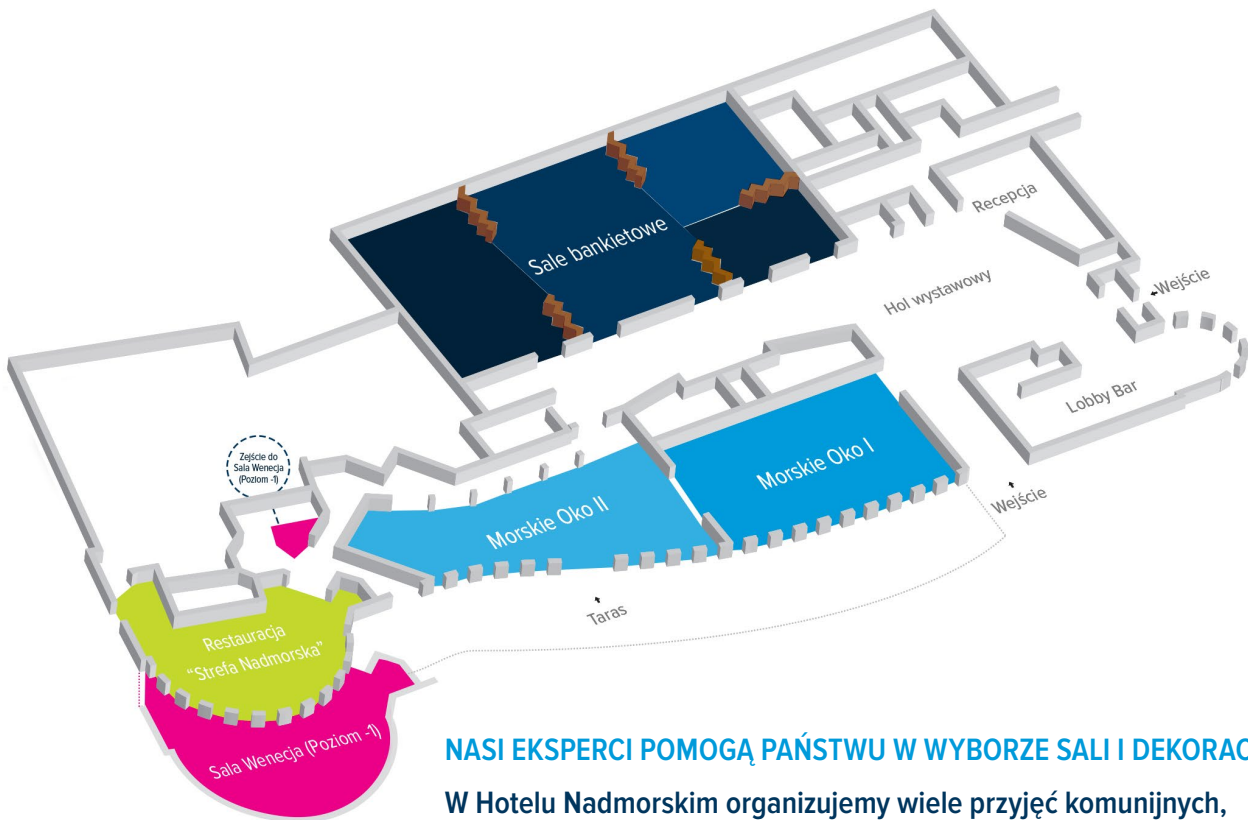 Recepcja
Sale bankietowe
Wejście
Hol wystawowy
Lobby Bar
Zejście do
Sala Wenecja
(Poziom -1)
Morskie Oko I
Wejście
Morskie Oko II
Taras
Restauracja
“Strefa Nadmorska”
Sala Wenecja (Poziom -1)
NASI EKSPERCI POMOGĄ PAŃSTWU W WYBORZE SALI I DEKORAC
W Hotelu Nadmorskim organizujemy wiele przyjęć komunijnych,